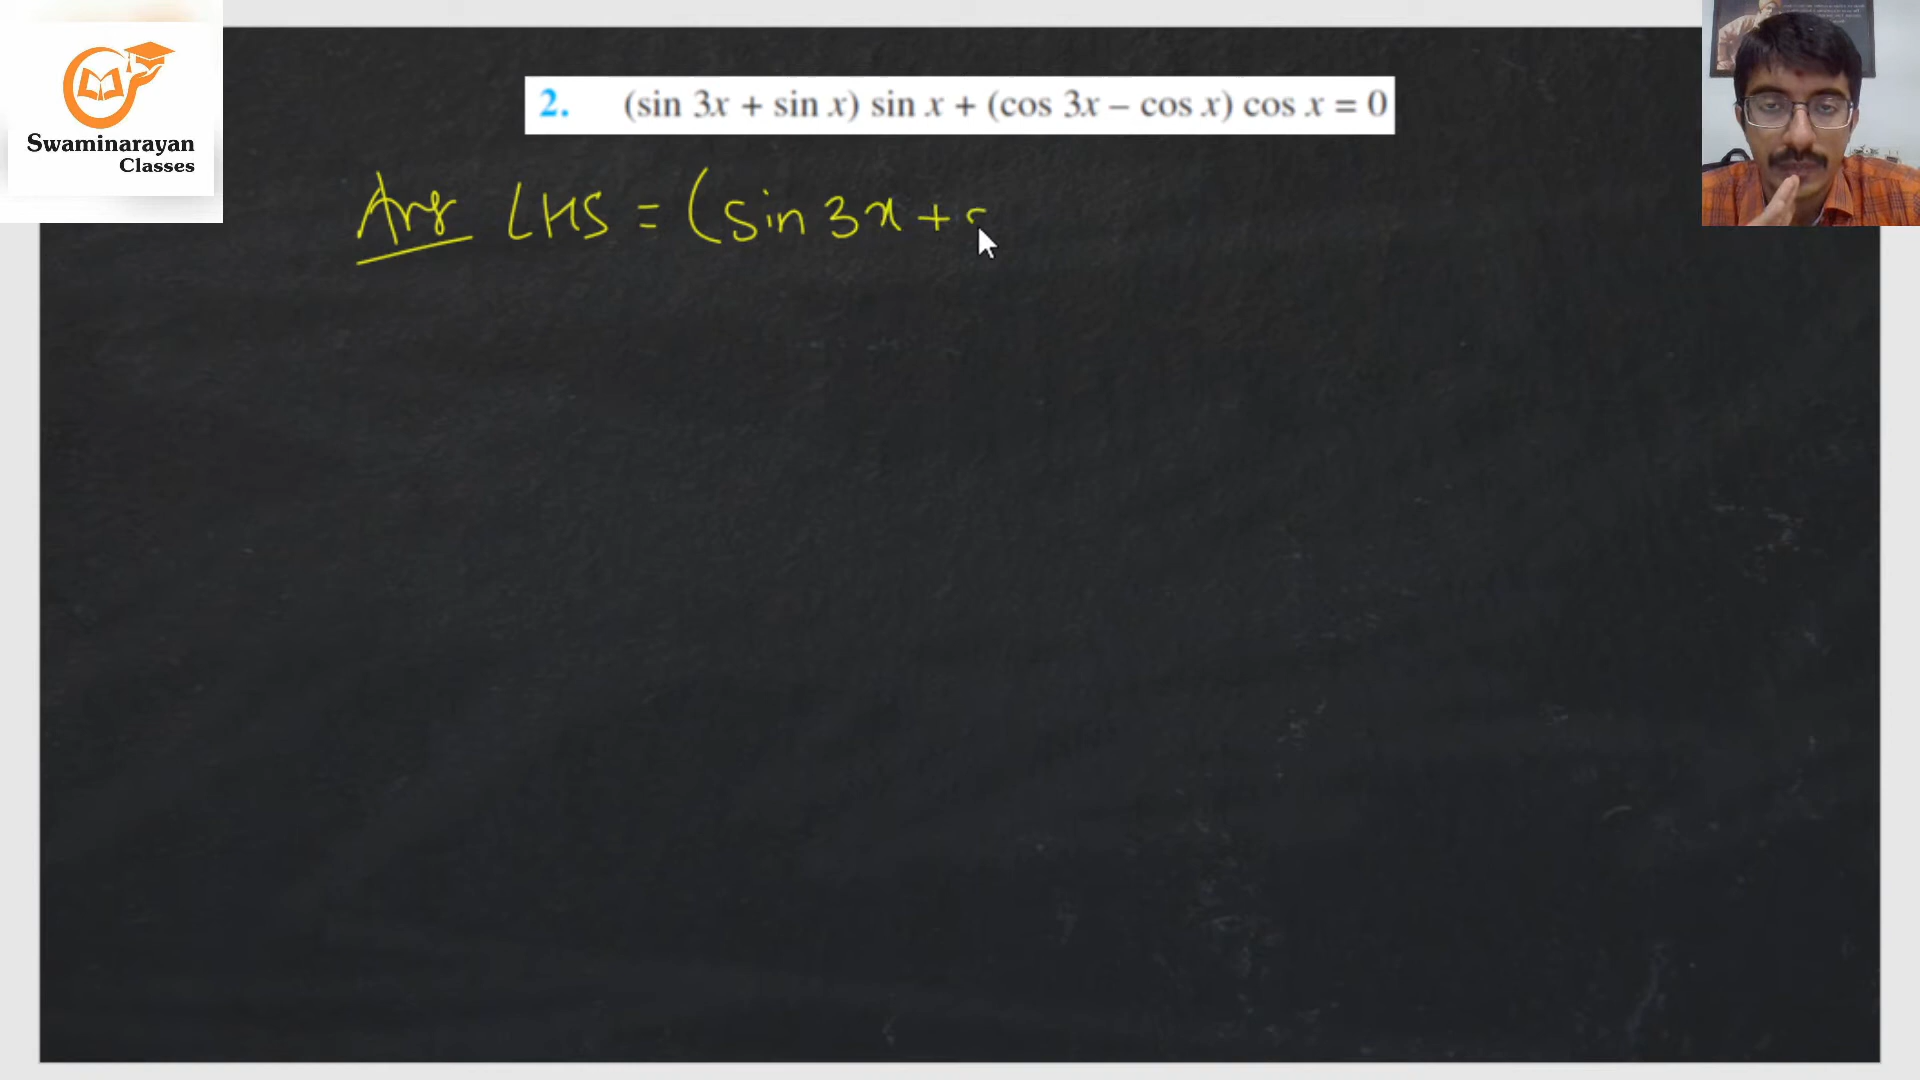 Swaminarayan
Classes
2. (sin 3x + sin x) sin x + (cos 3x – cos x) cos x = 0
Ans LHS = (sin 3x + s